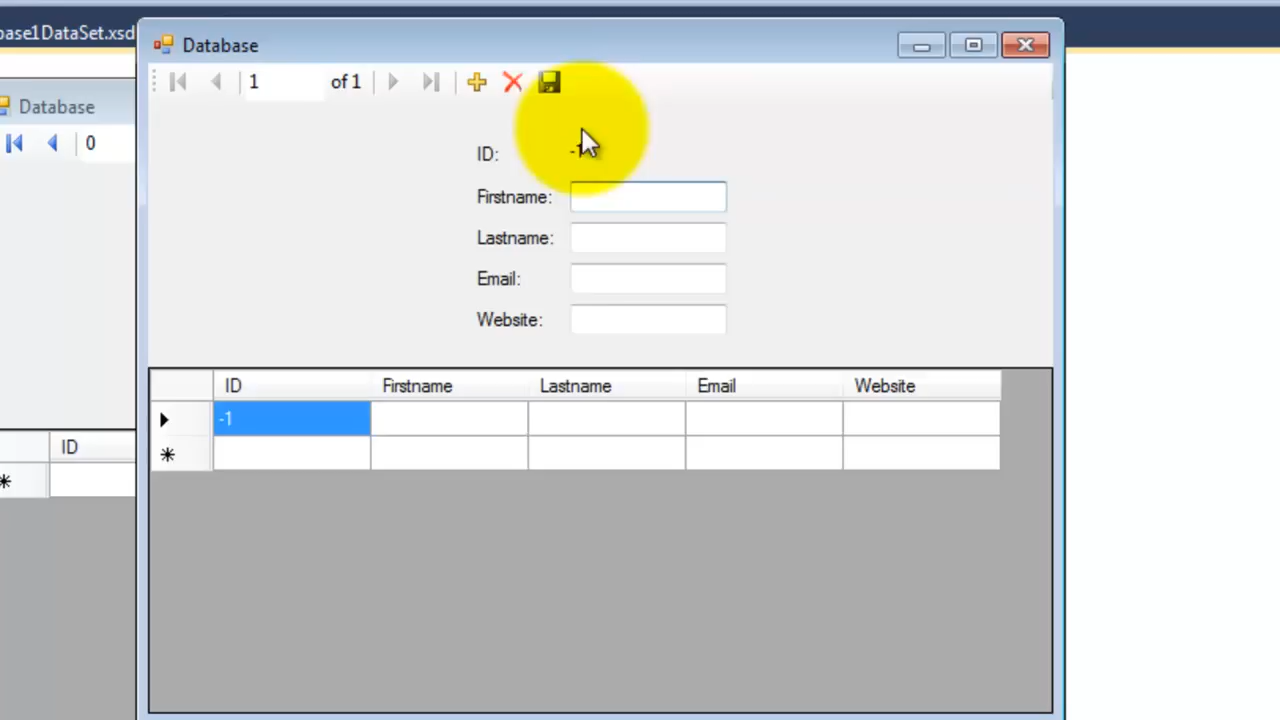 base1DataSet.xsd
Database
1 of 1
Database
0
ID: -1
Firstname:
Lastname:
Email:
Website:
ID Firstname Lastname Email Website
-1
ID